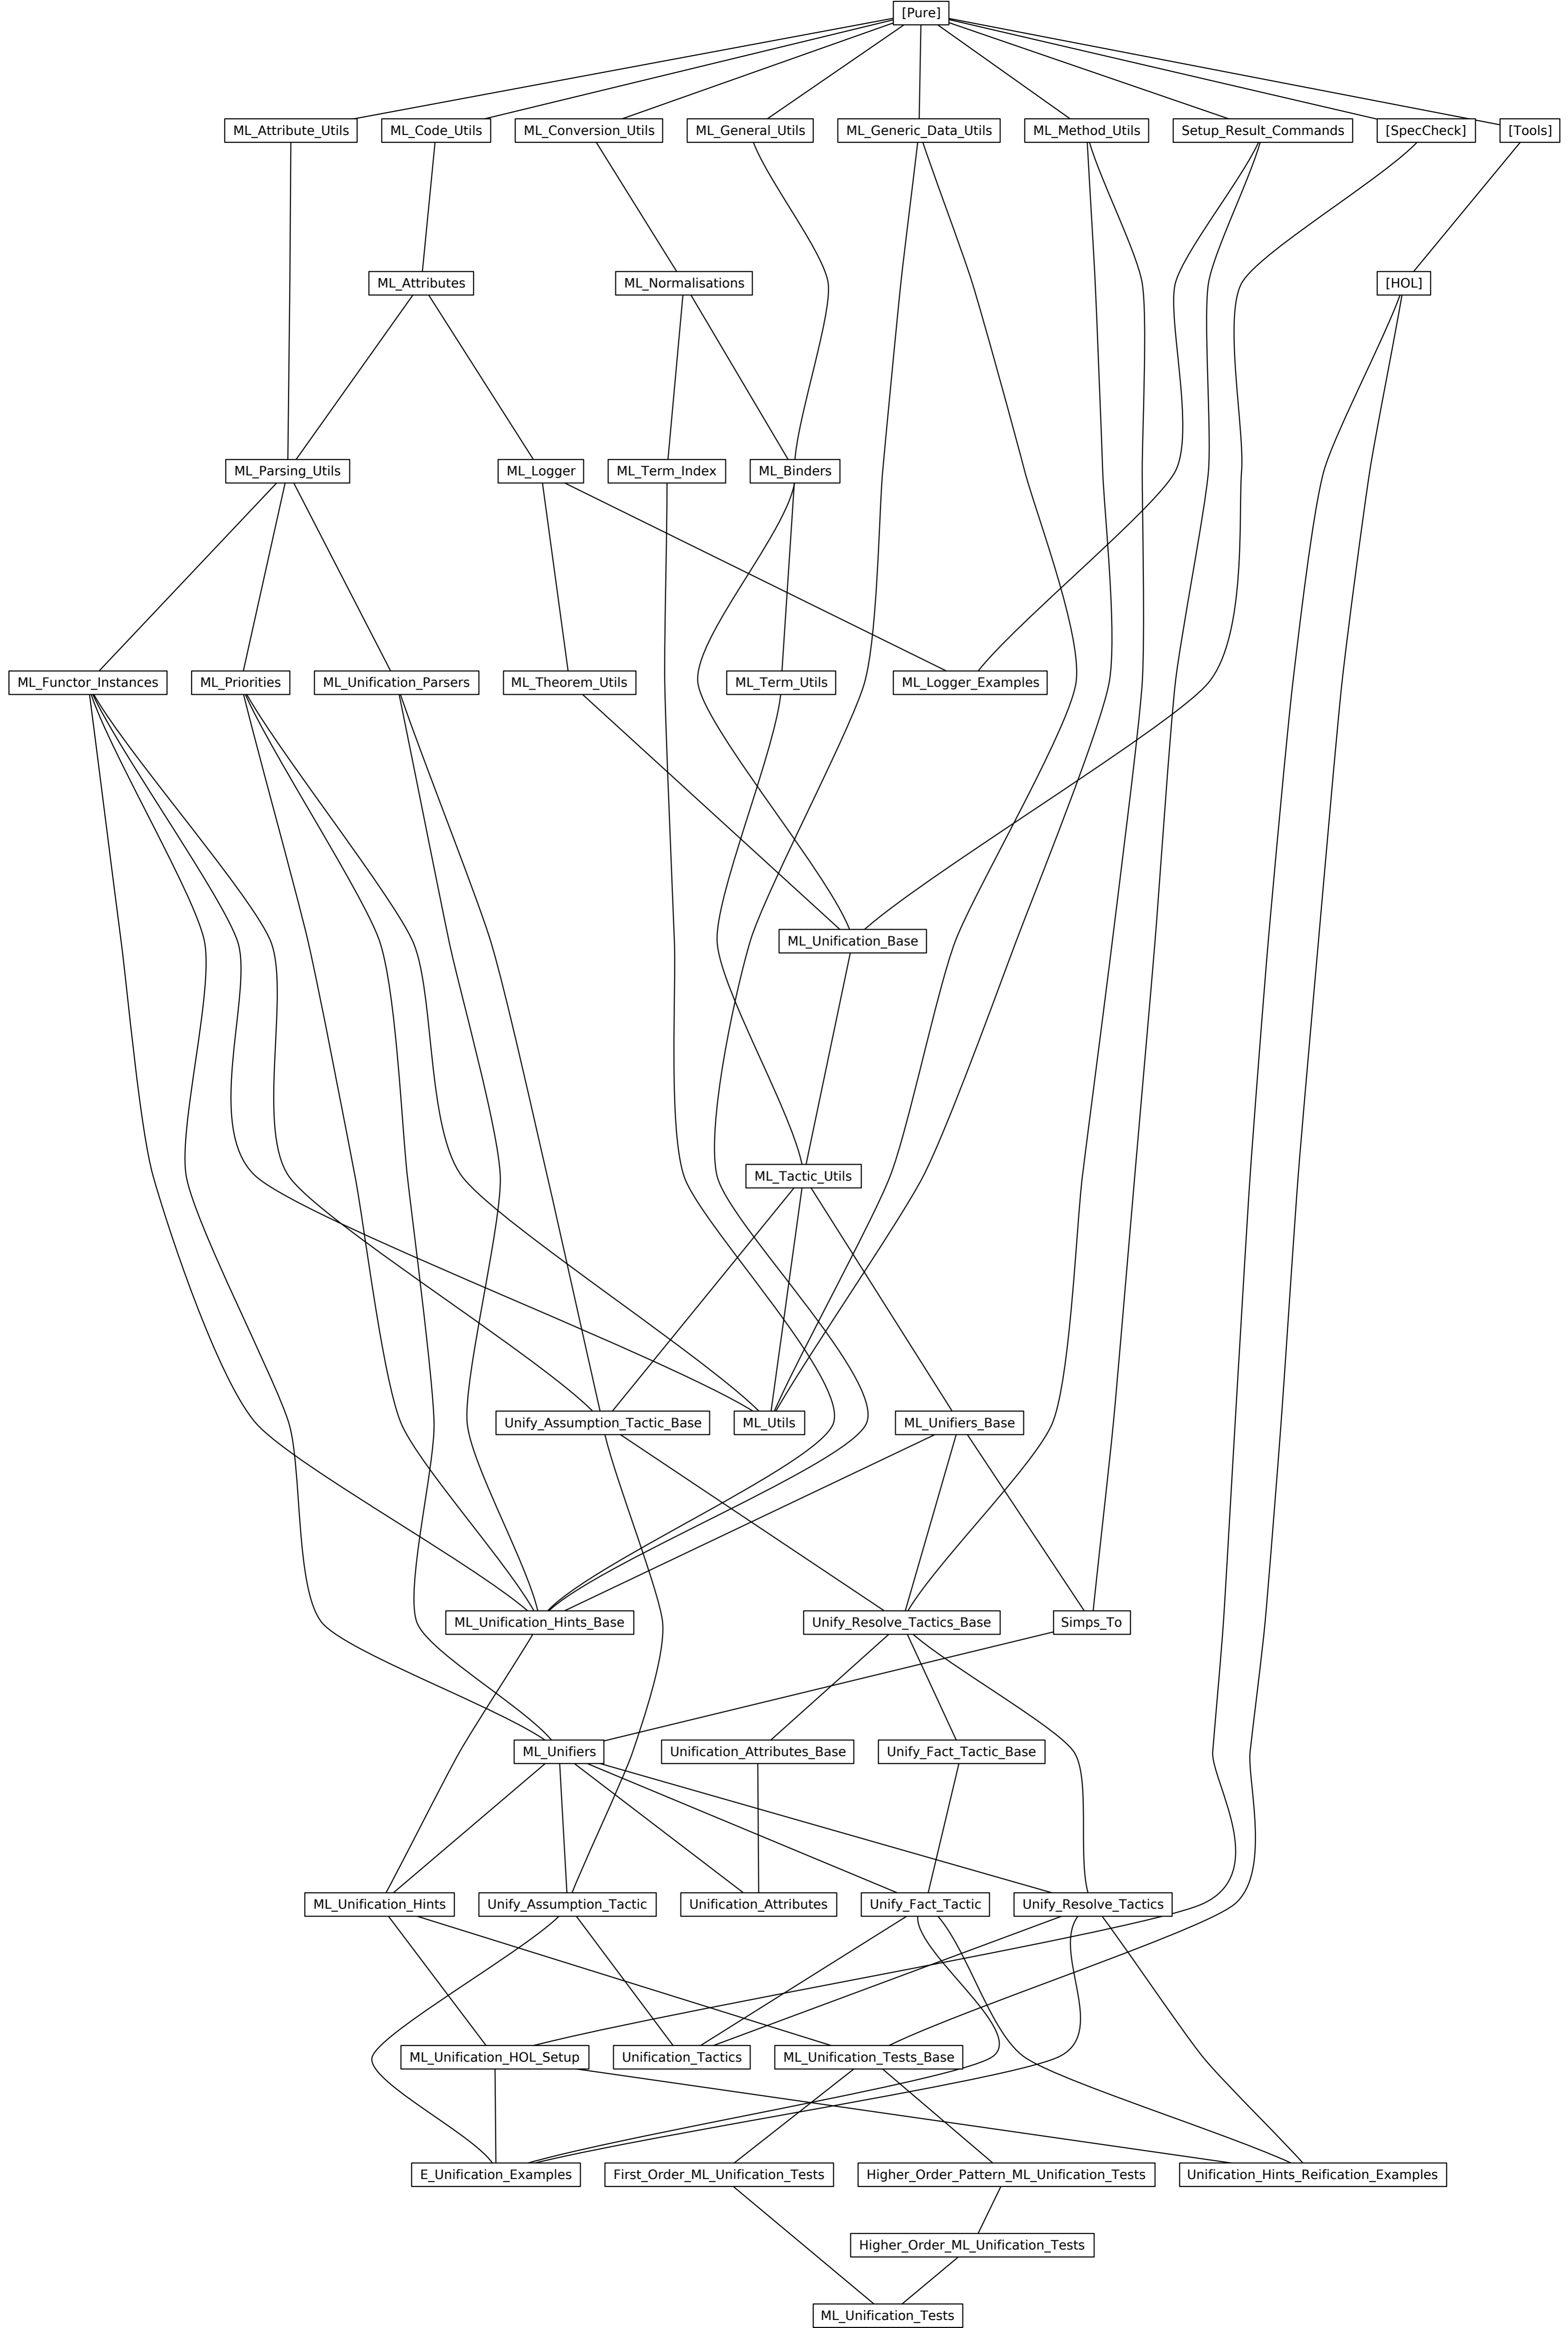 [Pure]
ML_Attribute_Utils
ML_Code_Utils
ML_Conversion_Utils
ML_General_Utils
ML_Generic_Data_Utils
ML_Method_Utils
Setup_Result_Commands
[SpecCheck]
[Tools]
ML_Attributes
ML_Normalisations
[HOL]
ML_Parsing_Utils
ML_Logger
ML_Term_Index
ML_Binders
ML_Functor_Instances
ML_Priorities
ML_Unification_Parsers
ML_Theorem_Utils
ML_Term_Utils
ML_Logger_Examples
ML_Unification_Base
ML_Tactic_Utils
Unify_Assumption_Tactic_Base
ML_Utils
ML_Unifiers_Base
ML_Unification_Hints_Base
Unify_Resolve_Tactics_Base
Simps_To
ML_Unifiers
Unification_Attributes_Base
Unify_Fact_Tactic_Base
ML_Unification_Hints
Unify_Assumption_Tactic
Unification_Attributes
Unify_Fact_Tactic
Unify_Resolve_Tactics
ML_Unification_HOL_Setup
Unification_Tactics
ML_Unification_Tests_Base
E_Unification_Examples
First_Order_ML_Unification_Tests
Higher_Order_Pattern_ML_Unification_Tests
Unification_Hints_Reification_Examples
Higher_Order_ML_Unification_Tests
ML_Unification_Tests